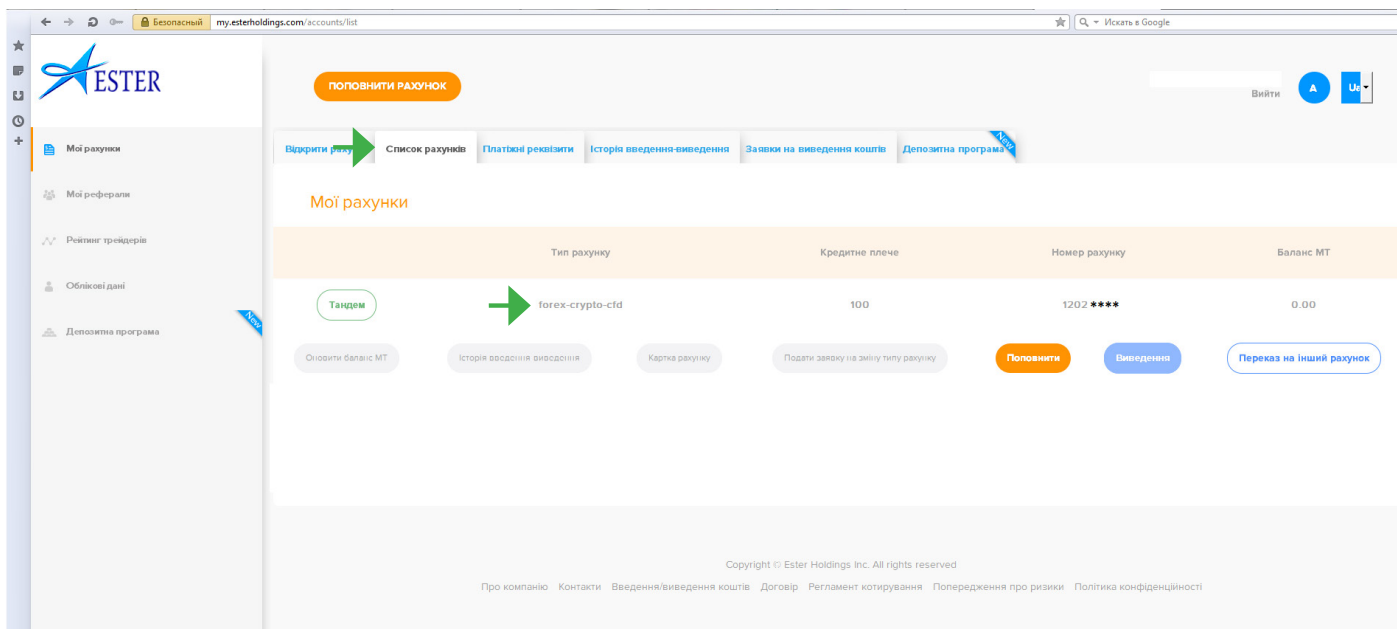 Безопасный my.esterholdings.com/accounts/list Искать в Google
ESTER
ПОПОВНИТИ РАХУНОК
Вийти
A
Ua
Мої рахунки
Мої реферали
Рейтинг трейдерів
Облікові дані
Депозитна програма
New
Відкрити Список рахунків Платіжні реквізити Історія введення-виведення Заявки на виведення коштів Депозитна програма New
Мої рахунки
Тип рахунку Кредитне плече Номер рахунку Баланс МТ
Тандем forex-crypto-cfd 100 1202 **** 0.00
Оновити баланс МТ Історія введення виведення Картка рахунку Подати заявку на зміну типу рахунку Поповнити Виведення Переказ на інший рахунок
Copyright © Ester Holdings Inc. All rights reserved
Про компанію Контакти Введення/виведення коштів Договір Регламент котирування Попередження про ризики Політика конфіденційності